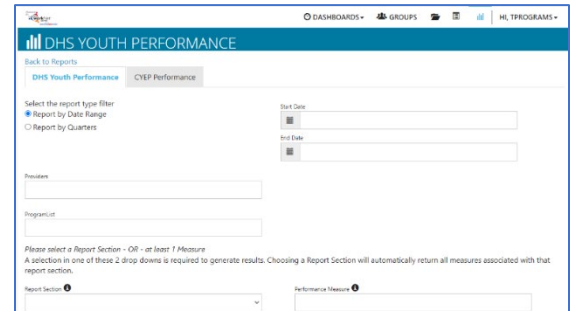 DASHBOARDS GROUPS HI, TPROGRAMS
DHS YOUTH PERFORMANCE
Back to Reports
DHS Youth Performance CYEP Performance
Select the report type filter
Report by Date Range
Report by Quarters
Start Date
End Date
Providers
ProgramList
Please select a Report Section - OR - at least 1 Measure
A selection in one of these 2 drop downs is required to generate results. Choosing a Report Section will automatically return all measures associated with that
report section.
Report Section Performance Measure